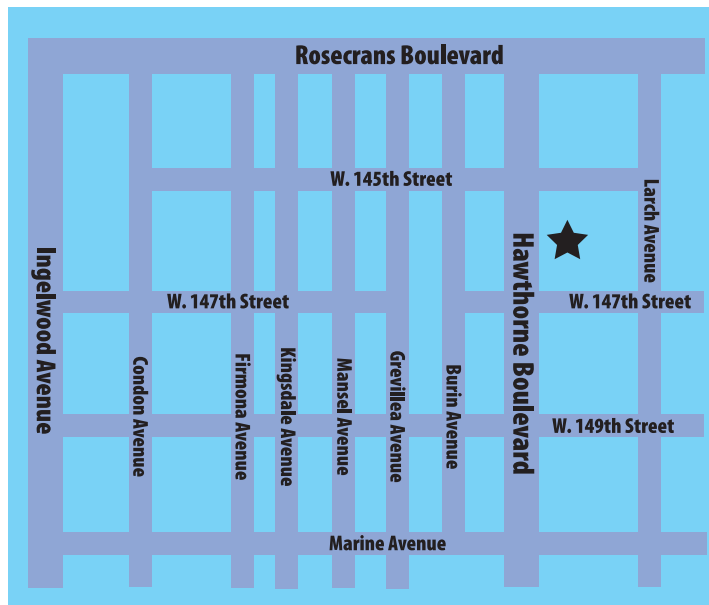 Rosecrans Boulevard
W. 145th Street
Larch Avenue
Ingelwood Avenue
Hawthorne Boulevard
W. 147th Street
W. 147th Street
Condon Avenue
Firmona Avenue
Kingsdale Avenue
Mansel Avenue
Grevillea Avenue
Burin Avenue
W. 149th Street
Marine Avenue